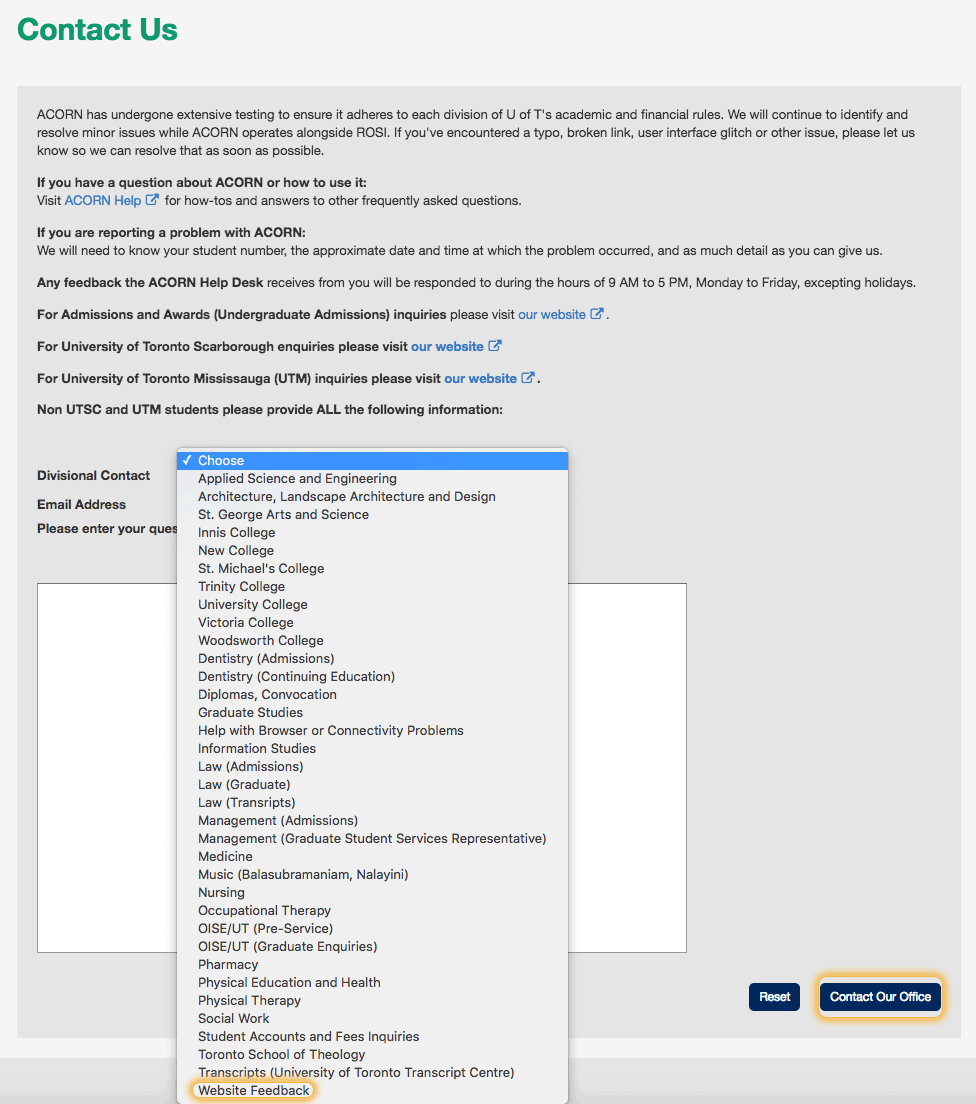 Contact Us
ACORN has undergone extensive testing to ensure it adheres to each division of U of T's academic and financial rules. We will continue to identify and
resolve minor issues while ACORN operates alongside ROSI. If you've encountered a typo, broken link, user interface glitch or other issue, please let us
know so we can resolve that as soon as possible.
If you have a question about ACORN or how to use it:
Visit ACORN Help for how-tos and answers to other frequently asked questions.
If you are reporting a problem with ACORN:
We will need to know your student number, the approximate date and time at which the problem occurred, and as much detail as you can give us.
Any feedback the ACORN Help Desk receives from you will be responded to during the hours of 9 AM to 5 PM, Monday to Friday, excepting holidays.
For Admissions and Awards (Undergraduate Admissions) inquiries please visit our website .
For University of Toronto Scarborough enquiries please visit our website
For University of Toronto Mississauga (UTM) inquiries please visit our website .
Non UTSC and UTM students please provide ALL the following information:
Divisional Contact
Email Address
Please enter your ques
✓ Choose
Applied Science and Engineering
Architecture, Landscape Architecture and Design
St. George Arts and Science
Innis College
New College
St. Michael's College
Trinity College
University College
Victoria College
Woodsworth College
Dentistry (Admissions)
Dentistry (Continuing Education)
Diplomas, Convocation
Graduate Studies
Help with Browser or Connectivity Problems
Information Studies
Law (Admissions)
Law (Graduate)
Law (Transripts)
Management (Admissions)
Management (Graduate Student Services Representative)
Medicine
Music (Balasubramaniam, Nalayini)
Nursing
Occupational Therapy
OISE/UT (Pre-Service)
OISE/UT (Graduate Enquiries)
Pharmacy
Physical Education and Health
Physical Therapy
Social Work
Student Accounts and Fees Inquiries
Toronto School of Theology
Transcripts (University of Toronto Transcript Centre)
Website Feedback
Reset
Contact Our Office